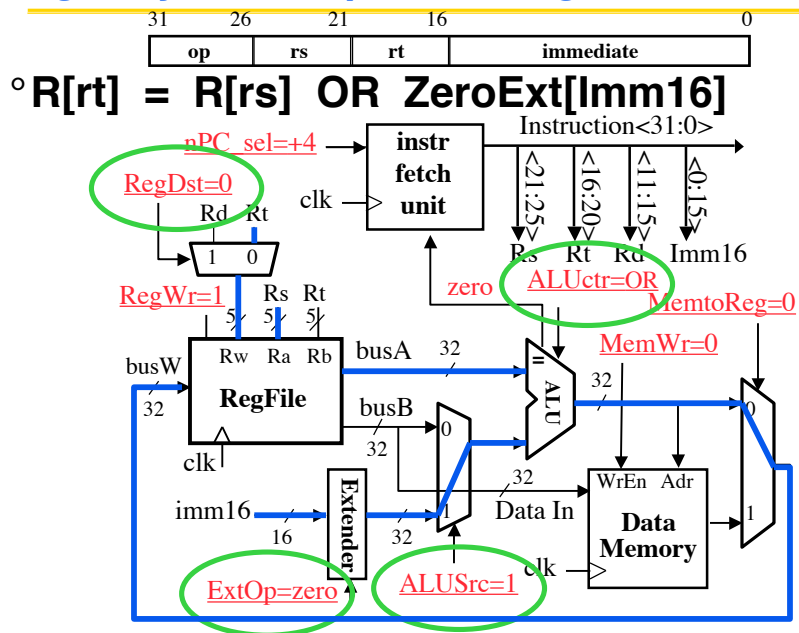 31 26 21 16 0
op rs rt immediate
°R[rt] = R[rs] OR ZeroExt[Imm16]
nPC_sel=+4
instr fetch unit
Instruction<31:0>
RegDst=0
clk
<21:25>
<16:20>
<11:15>
<0:15>
Rd Rt
1 0
Rs Rt Rd Imm16
zero
ALUctr=OR
RegWr=1
Rs Rt
MemtoReg=0
5 5 5
MemWr=0
Rw Ra Rb
busA
32
=
ALU
busW
32
RegFile
32
0
busB
0
32
clk
32
WrEn Adr
imm16
16
Extender
32
1
Data In
Data Memory
1
clk
ExtOp=zero
ALUSrc=1